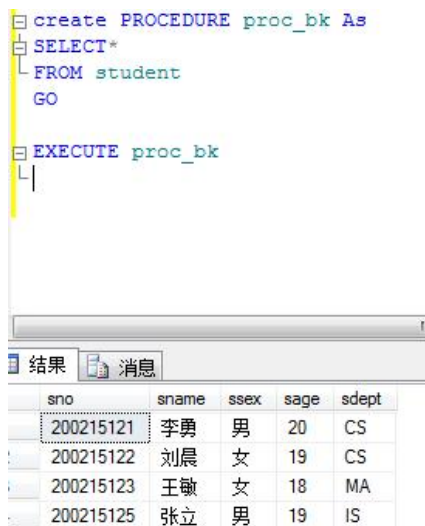 create PROCEDURE proc_bk As
SELECT*
FROM student
GO
EXECUTE proc_bk
结果 消息
sno sname ssex sage sdept
200215121 李勇 男 20 CS
200215122 刘晨 女 19 CS
200215123 王敏 女 18 MA
200215125 张立 男 19 IS